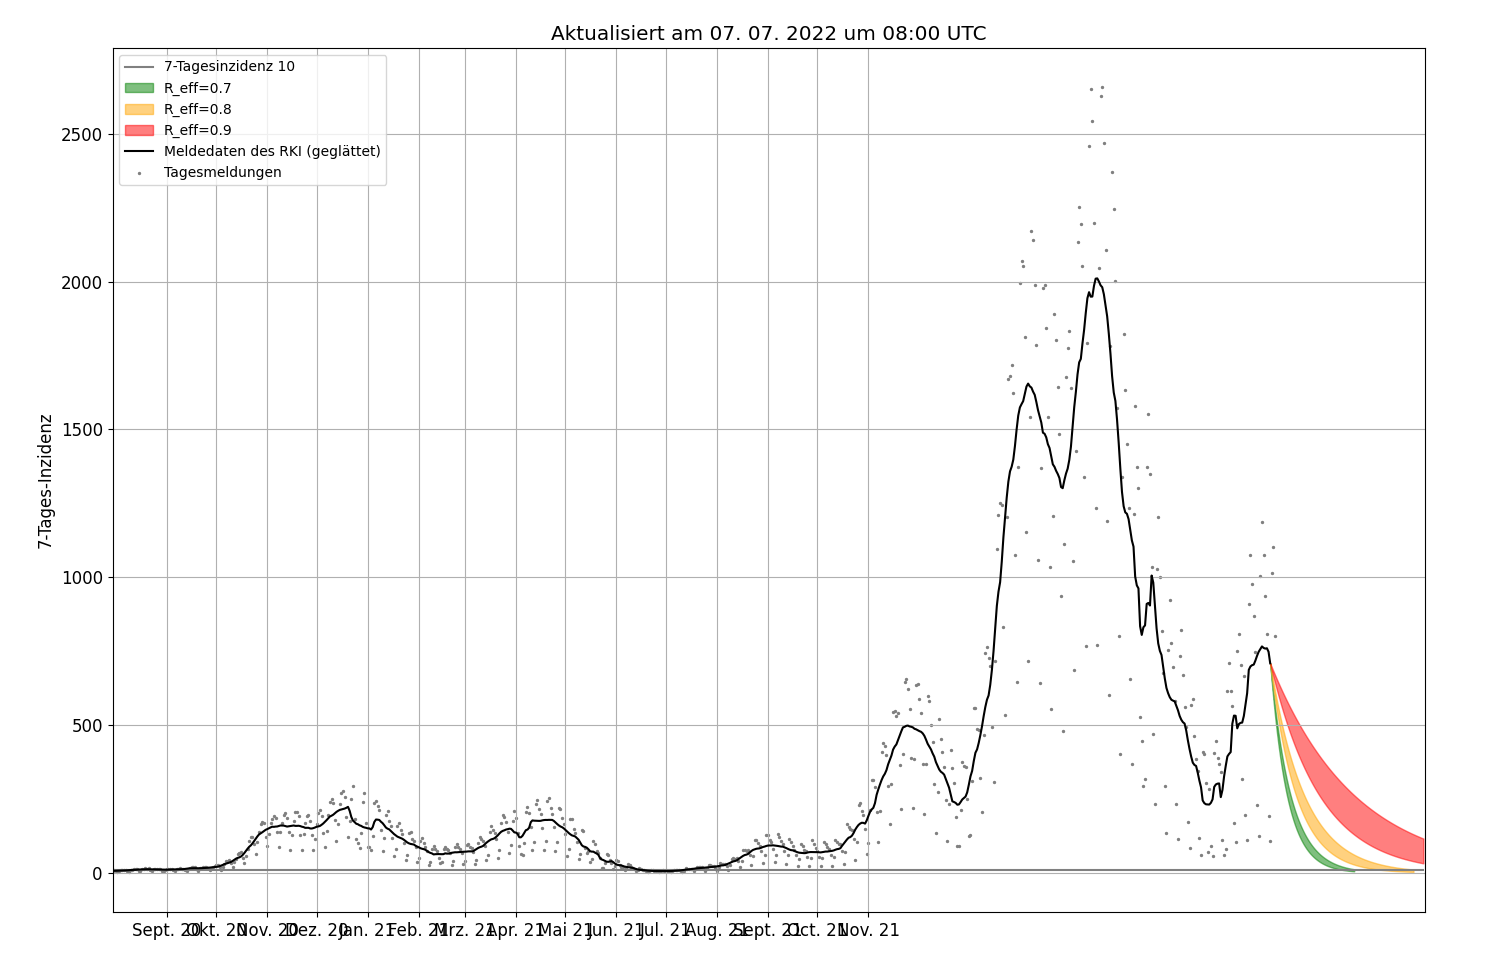 Aktualisiert am 07. 07. 2022 um 08:00 UTC
7-Tagesinzidenz 10
R_eff=0.7
R_eff=0.8
R_eff=0.9
Meldedaten des RKI (geglättet)
Tagesmeldungen
7-Tages-Inzidenz
2500
2000
1500
1000
500
0
Sept. 20 Okt. 20 Nov. 20 Dez. 20 Jan. 21 Feb. 21 Mrz. 21 Apr. 21 Mai 21 Jun. 21 Jul. 21 Aug. 21 Sept. 21 Oct. 21 Nov. 21